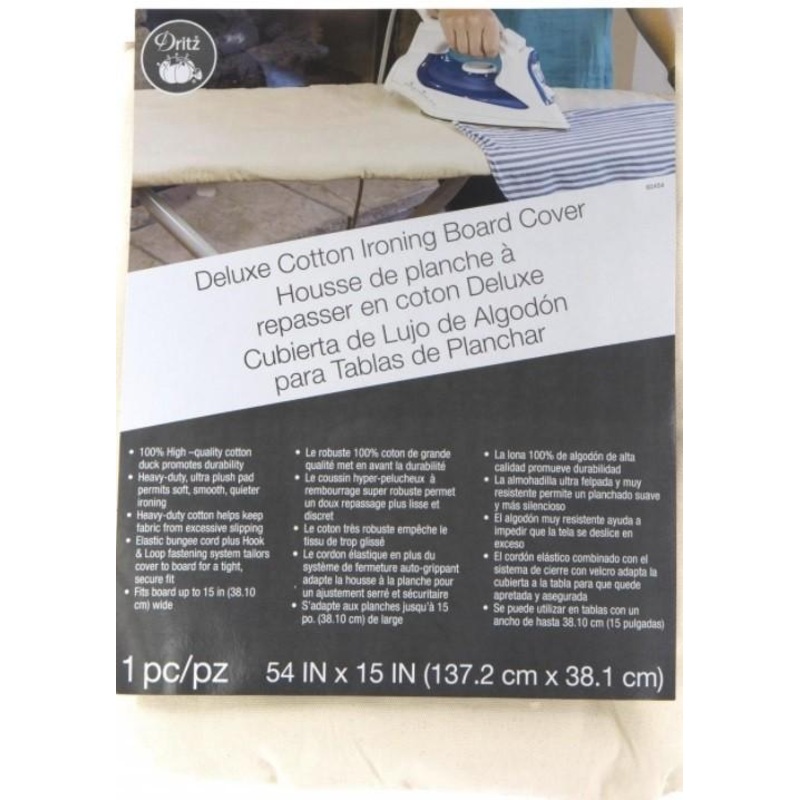 Dritz
Deluxe Cotton Ironing Board Cover
Housse de planche à
repasser en coton Deluxe
Cubierta de Lujo de Algodón
para Tablas de Planchar
• 100% High –quality cotton
duck promotes durability
• Heavy-duty, ultra plush pad
permits soft, smooth, quieter
ironing
• Heavy-duty cotton helps keep
fabric from excessive slipping
• Elastic bungee cord plus Hook
& Loop fastening system tailors
cover to board for a tight,
secure fit
• Fits board up to 15 in (38.10
cm) wide
• Le robuste 100% coton de grande
qualité met en avant la durabilité
• Le coussin hyper-pelucheux à
rembourrage super robuste permet
un doux repassage plus lisse et
discret
• Le coton très robuste empêche le
tissu de trop glissé
• Le cordon élastique en plus du
système de fermeture auto-grippant
adapte la housse à la planche pour
un ajustement serré et sécuritaire
• S'adapte aux planches jusqu'à 15
po. (38.10 cm) de large
• La lona 100% de algodón de alta
calidad promueve durabilidad
• La almohadilla ultra felpada y muy
resistente permite un planchado suave
y más silencioso
• El algodón muy resistente ayuda a
impedir que la tela se deslice en
exceso
• El cordón elástico combinado con el
sistema de cierre con velcro adapta la
cubierta a la tabla para que quede
apretada y asegurada
• Se puede utilizar en tablas con un
ancho de hasta 38.10 cm (15 pulgadas)
1 pc/pz 54 IN x 15 IN (137.2 cm x 38.1 cm)